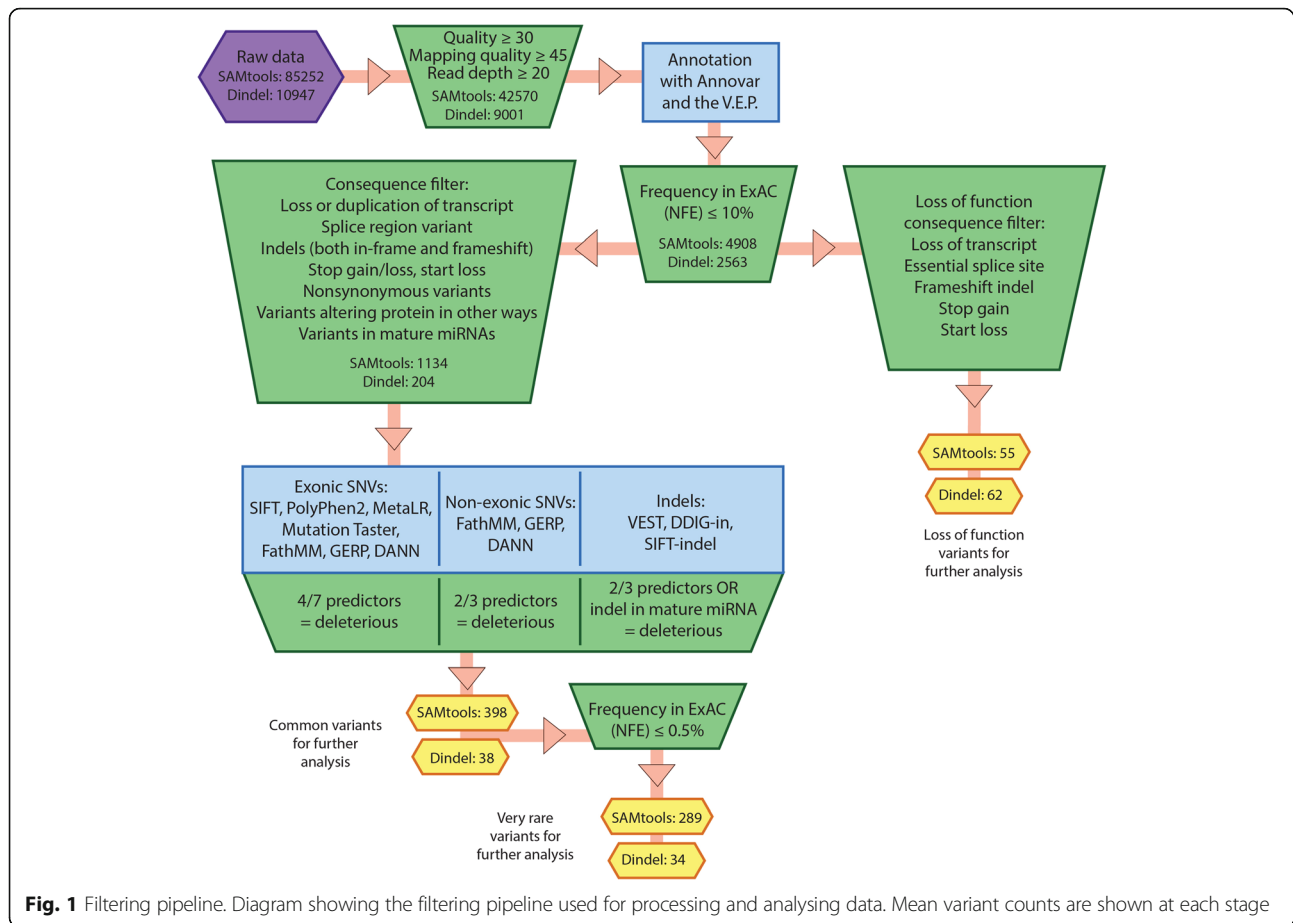 Raw data
SAMtools: 85252
Dindel: 10947
Quality ≥ 30
Mapping quality ≥ 45
Read depth ≥ 20
SAMtools: 42570
Dindel: 9001
Annotation
with Annovar
and the V.E.P.
Frequency in ExAC
(NFE) ≤ 10%
SAMtools: 4908
Dindel: 2563
Consequence filter:
Loss or duplication of transcript
Splice region variant
Indels (both in-frame and frameshift)
Stop gain/loss, start loss
Nonsynonymous variants
Variants altering protein in other ways
Variants in mature miRNAs
SAMtools: 1134
Dindel: 204
Loss of function
consequence filter:
Loss of transcript
Essential splice site
Frameshift indel
Stop gain
Start loss
SAMtools: 55
Dindel: 62
Loss of function
variants for
further analysis
Exonic SNVs:
SIFT, PolyPhen2, MetaLR,
Mutation Taster,
FathMM, GERP, DANN
Non-exonic SNVs:
FathMM, GERP,
DANN
Indels:
VEST, DDIG-in,
SIFT-indel
4/7 predictors
= deleterious
2/3 predictors
= deleterious
2/3 predictors OR
indel in mature miRNA
= deleterious
Common variants
for further
analysis
SAMtools: 398
Dindel: 38
Frequency in ExAC
(NFE) ≤ 0.5%
Very rare
variants for
further analysis
SAMtools: 289
Dindel: 34
Fig. 1 Filtering pipeline. Diagram showing the filtering pipeline used for processing and analysing data. Mean variant counts are shown at each stage